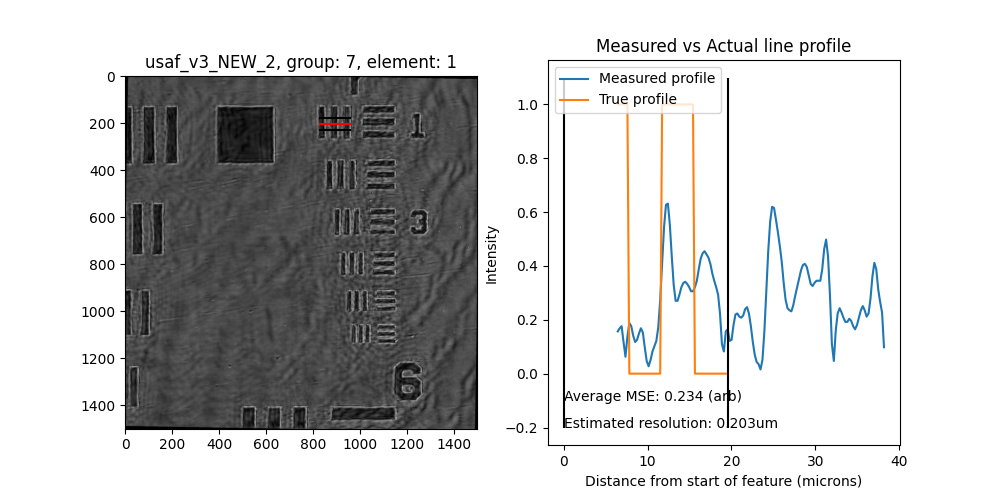 usaf_v3_NEW_2, group: 7, element: 1
0
200
400
600
800
1000
1200
1400
0 200 400 600 800 1000 1200 1400
1
3
6
Measured vs Actual line profile
Measured profile
True profile
Intensity
1.0
0.8
0.6
0.4
0.2
0.0
−0.2
Average MSE: 0.234 (arb)
Estimated resolution: 0.203um
0 10 20 30 40
Distance from start of feature (microns)